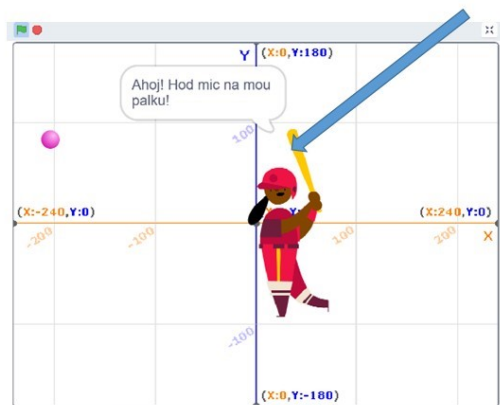 Y (X:0,Y:180)
Ahoj! Hod mic na mou
palku!
100
(X:-240,Y:0)
Y
(X:240,Y:0)
-200
-100
100
200
X
-100
(X:0,Y:-180)